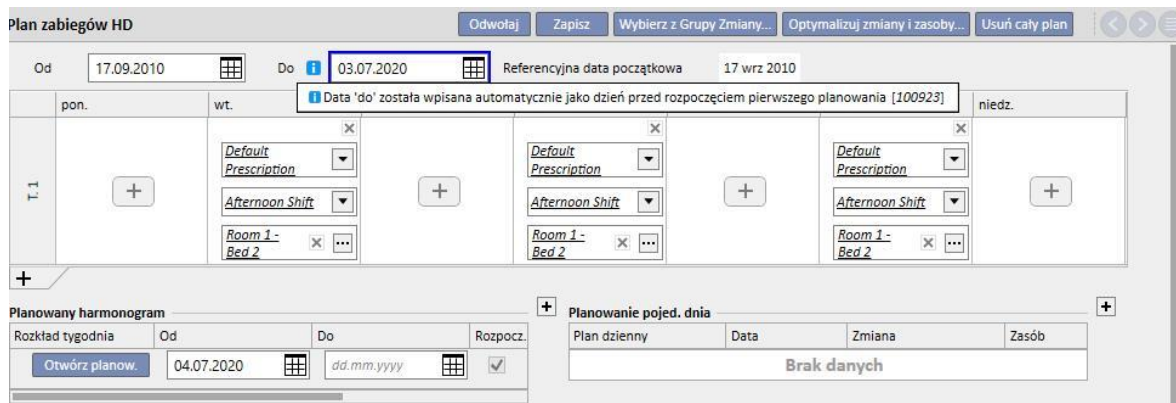 Plan zabiegów HD
Odwołaj Zapisz Wybierz z Grupy Zmiany... Optymalizuj zmiany i zasoby... Usuń cały plan
Od 17.09.2010 Do 03.07.2020 Referencyjna data początkowa 17 wrz 2010
Data 'do' została wpisana automatycznie jako dzień przed rozpoczęciem pierwszego planowania [100923]
pon. wt. niedz.
T. 1
Default Prescription
Afternoon Shift
Room 1 - Bed 2
Default Prescription
Afternoon Shift
Room 1 - Bed 2
Default Prescription
Afternoon Shift
Room 1 - Bed 2
Planowany harmonogram
Rozkład tygodnia Od Do Rozpocz.
Otwórz planow. 04.07.2020 dd.mm.yyyy
Planowanie pojed. dnia
Plan dzienny Data Zmiana Zasób
Brak danych